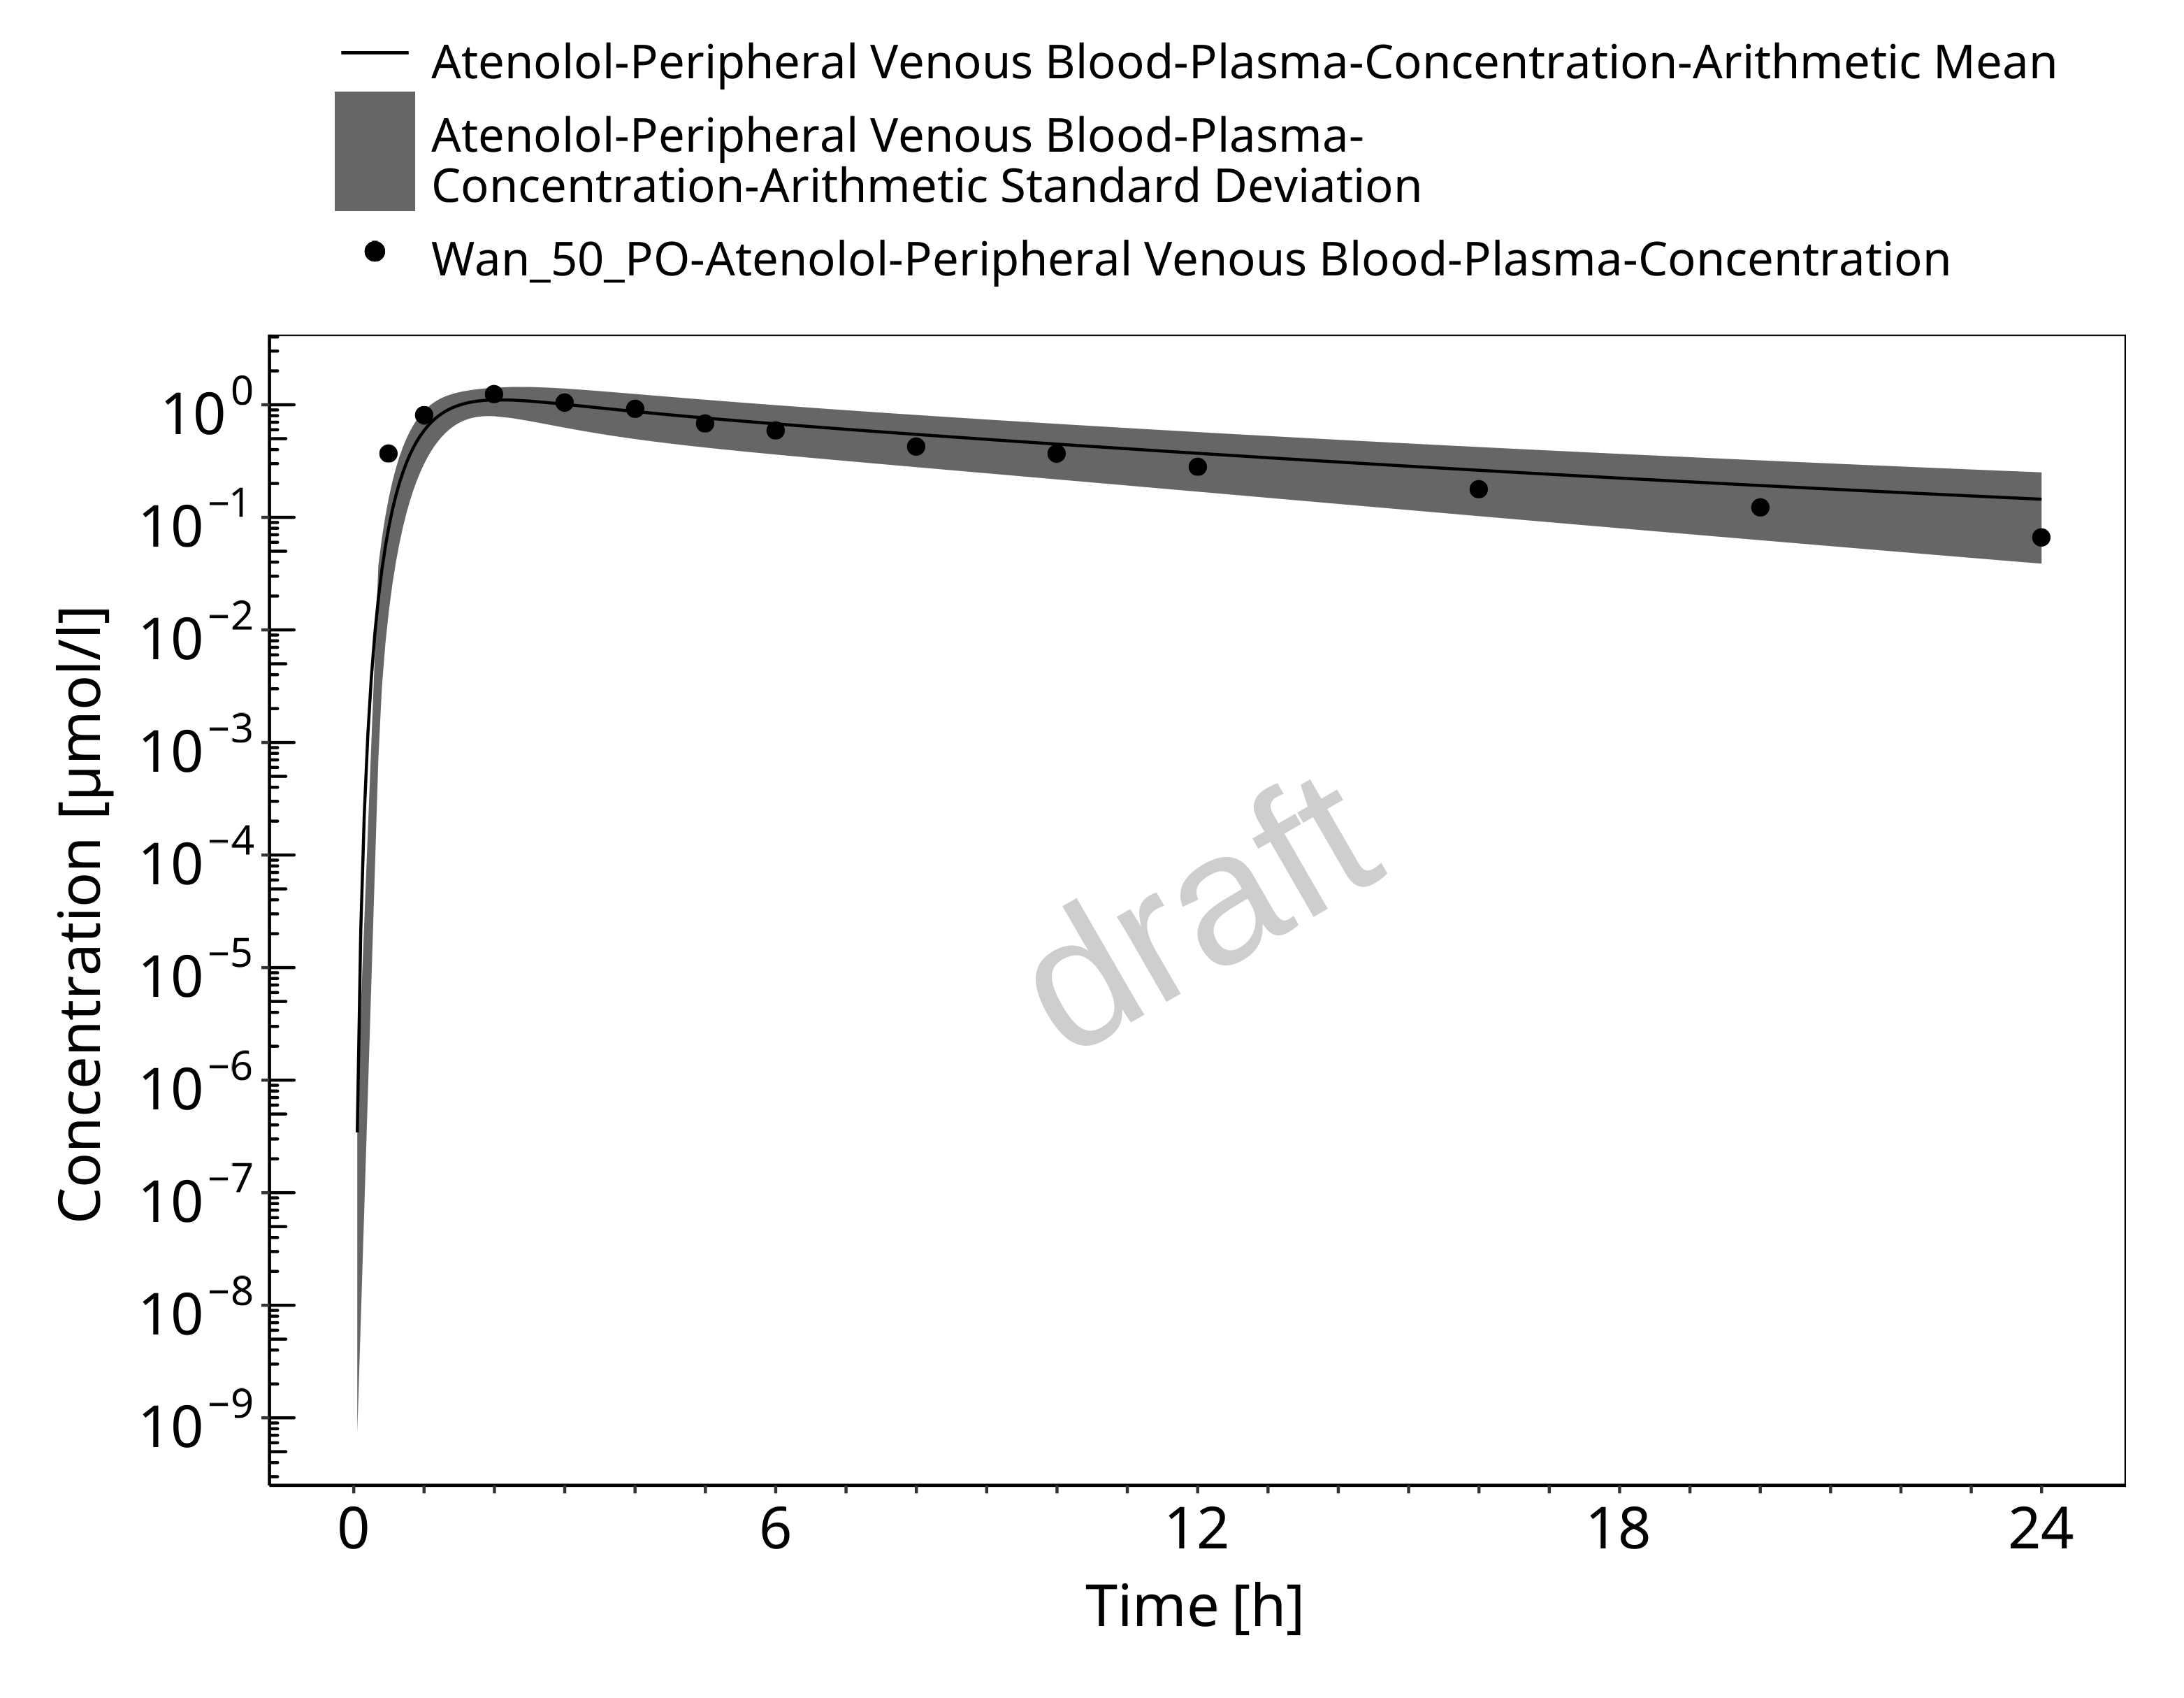 Atenolol-Peripheral Venous Blood-Plasma-Concentration-Arithmetic Mean
Atenolol-Peripheral Venous Blood-Plasma-
Concentration-Arithmetic Standard Deviation
Wan_50_PO-Atenolol-Peripheral Venous Blood-Plasma-Concentration
Concentration [µmol/l]
10⁰
10⁻¹
10⁻²
10⁻³
10⁻⁴
10⁻⁵
10⁻⁶
10⁻⁷
10⁻⁸
10⁻⁹
draft
0 6 12 18 24
Time [h]